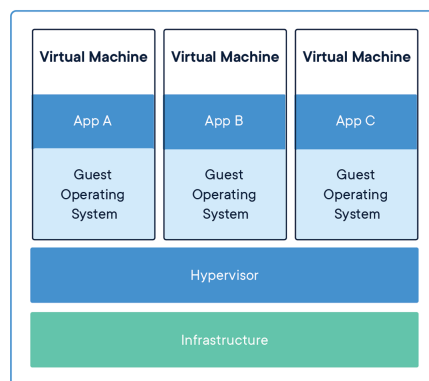 Virtual Machine
Virtual Machine
Virtual Machine
App A
App B
App C
Guest
Operating
System
Guest
Operating
System
Guest
Operating
System
Hypervisor
Infrastructure